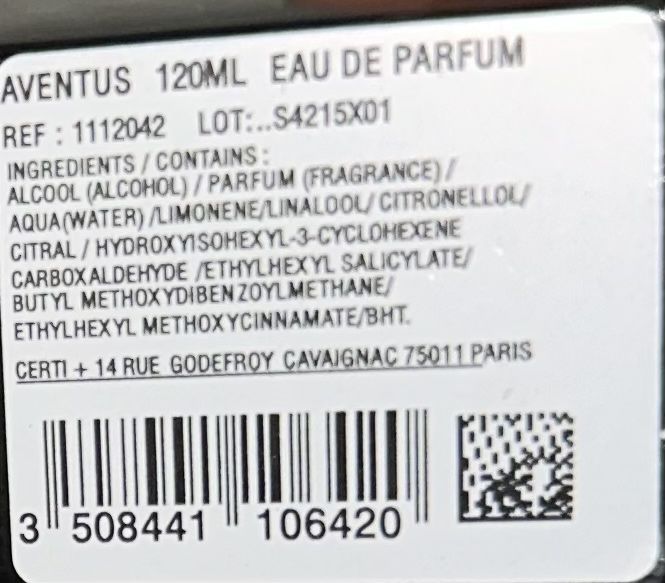 AVENTUS 120ML EAU DE PARFUM
REF : 1112042 LOT:..S4215X01
INGREDIENTS / CONTAINS :
ALCOOL (ALCOHOL) / PARFUM (FRAGRANCE) /
AQUA(WATER) /LIMONENE/LINALOOL/ CITRONELLOL/
CITRAL / HYDROXYISOHEXYL-3-CYCLOHEXENE
CARBOXALDEHYDE /ETHYLHEXYL SALICYLATE/
BUTYL METHOXYDIBENZOYLMETHANE/
ETHYLHEXYL METHOXYCINNAMATE/BHT.
CERTI + 14 RUE GODEFROY CAVAIGNAC 75011 PARIS
3 508441 106420